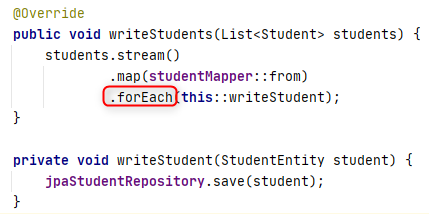 @Override
public void writeStudents(List<Student> students) {
    students.stream()
            .map(studentMapper::from)
            .forEach(this::writeStudent);
}

private void writeStudent(StudentEntity student) {
    jpaStudentRepository.save(student);
}